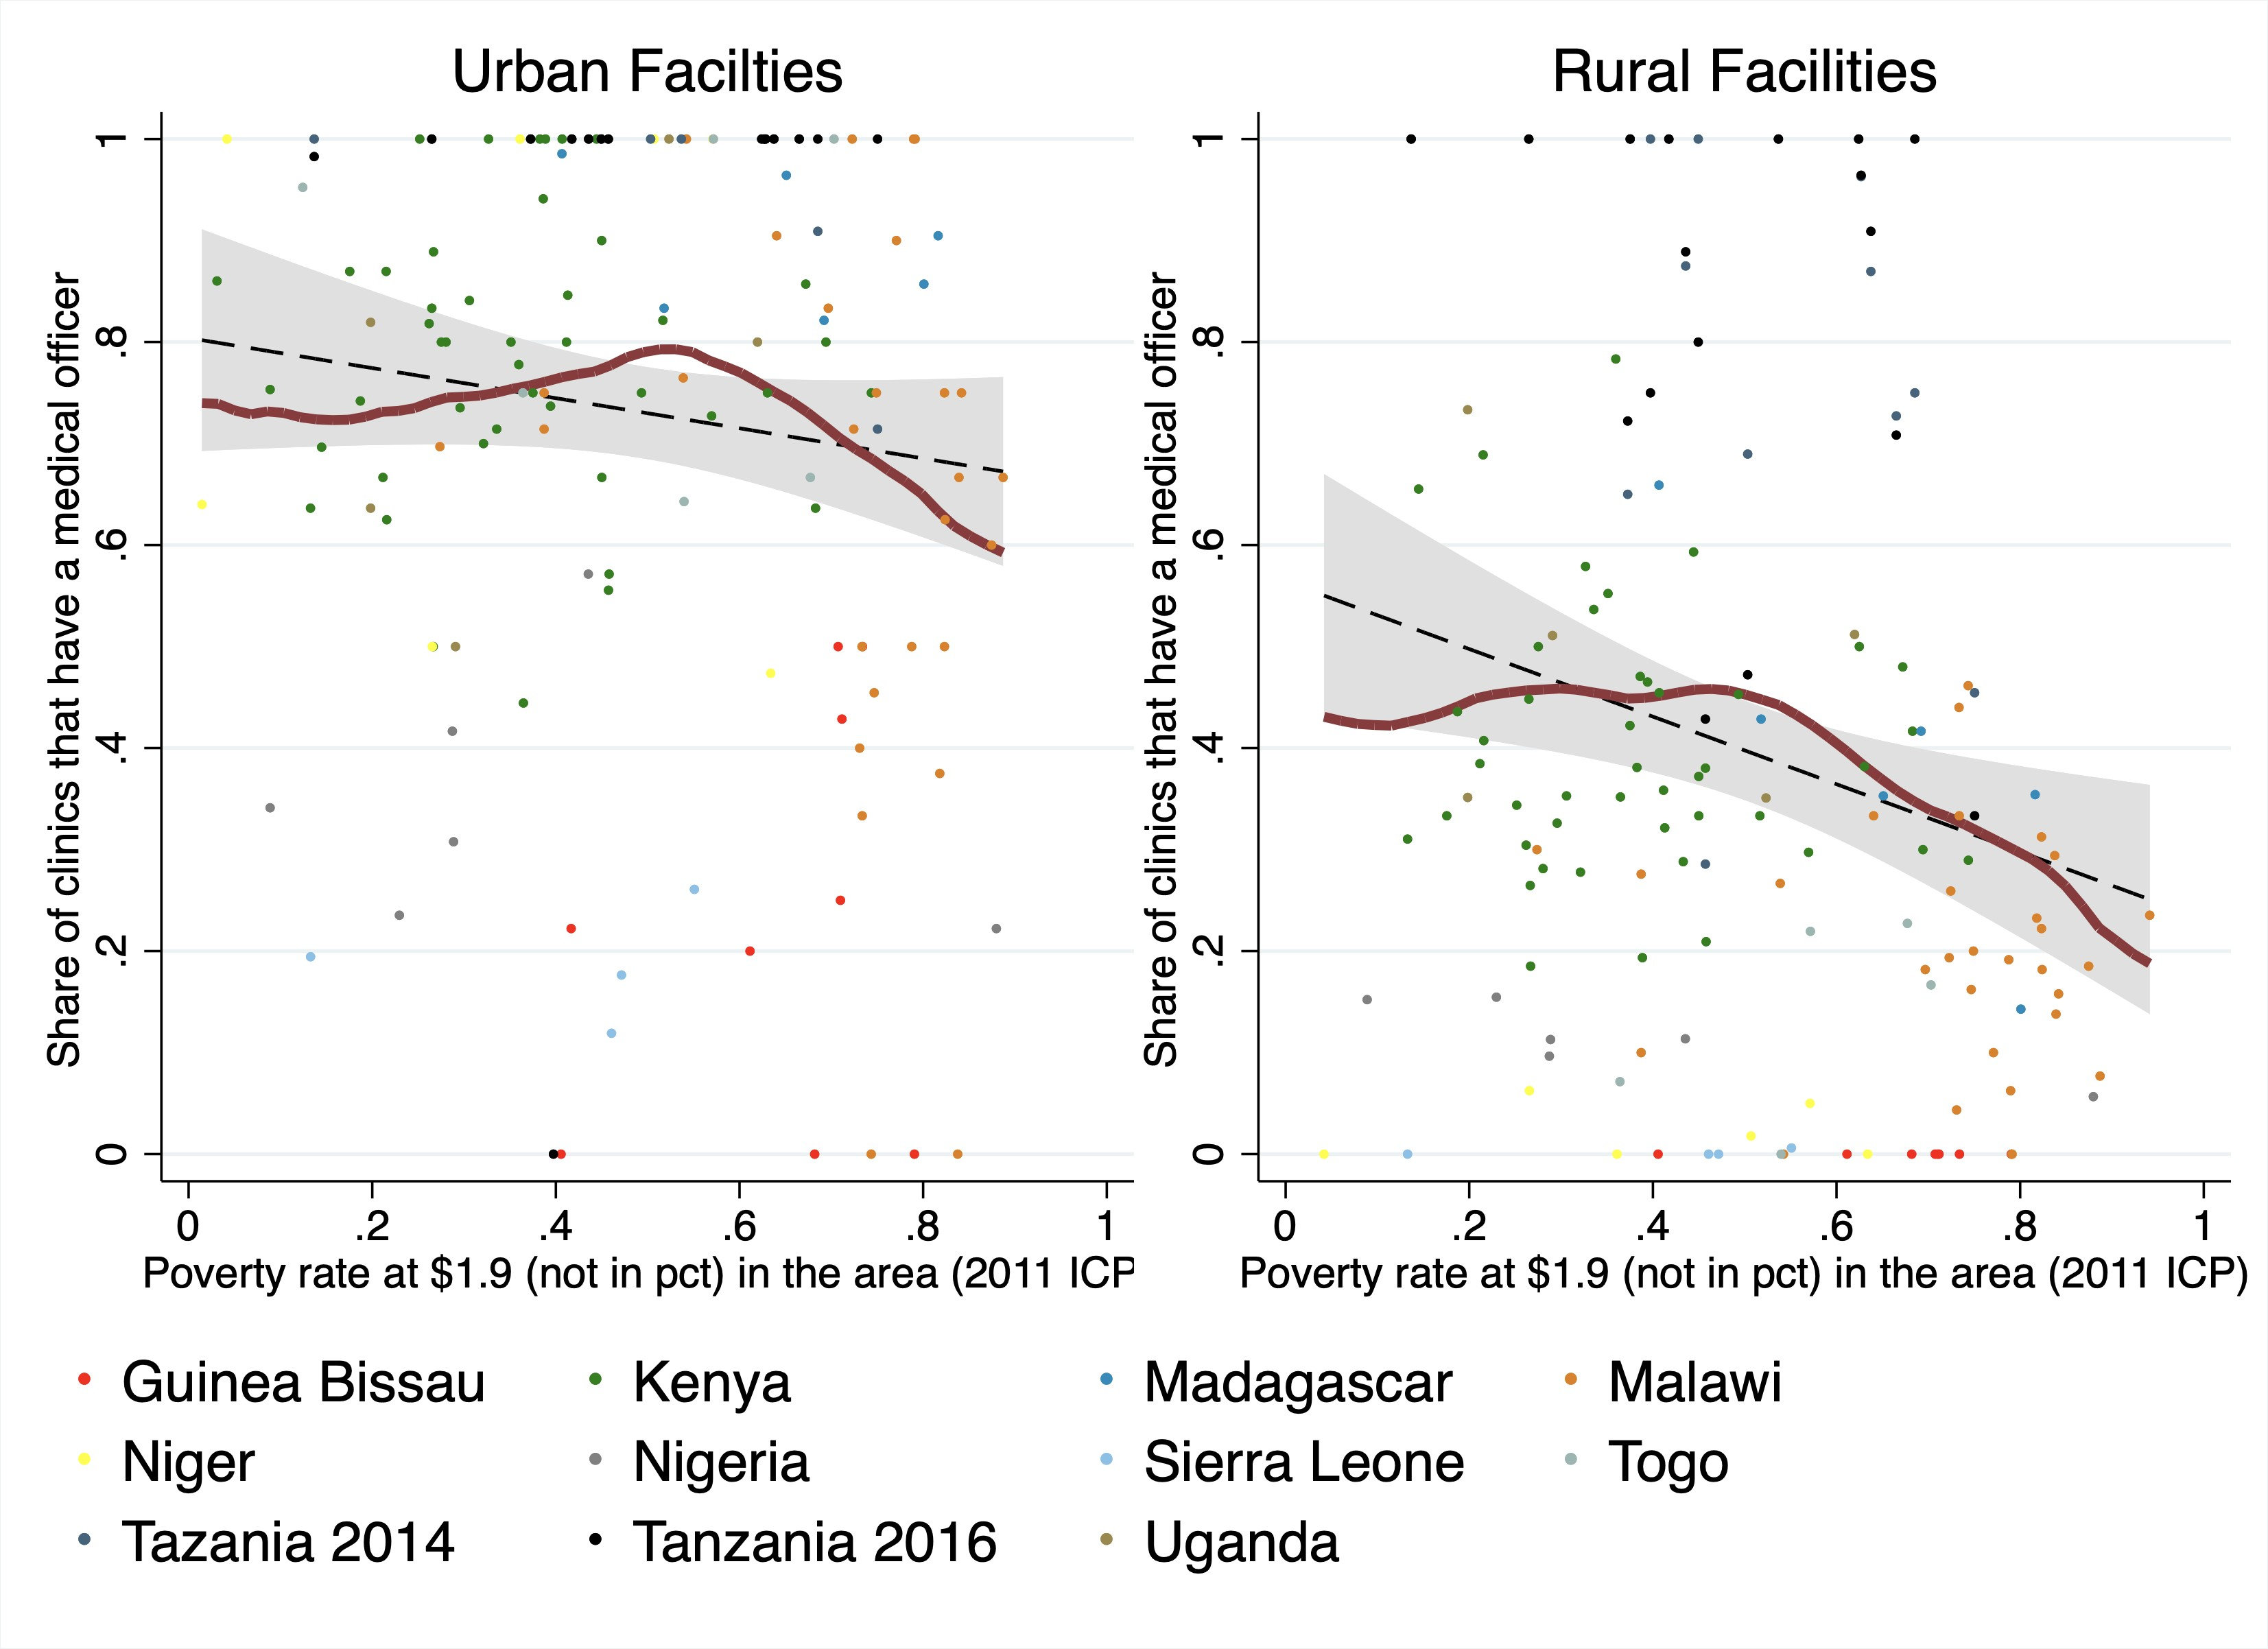 Urban Facilties
Rural Facilities
Share of clinics that have a medical officer
1
.8
.6
.4
.2
0
0 .2 .4 .6 .8 1
Poverty rate at $1.9 (not in pct) in the area (2011 ICP
Share of clinics that have a medical officer
1
.8
.6
.4
.2
0
0 .2 .4 .6 .8 1
Poverty rate at $1.9 (not in pct) in the area (2011 ICP)
Guinea Bissau Kenya Madagascar Malawi
Niger Nigeria Sierra Leone Togo
Tazania 2014 Tanzania 2016 Uganda